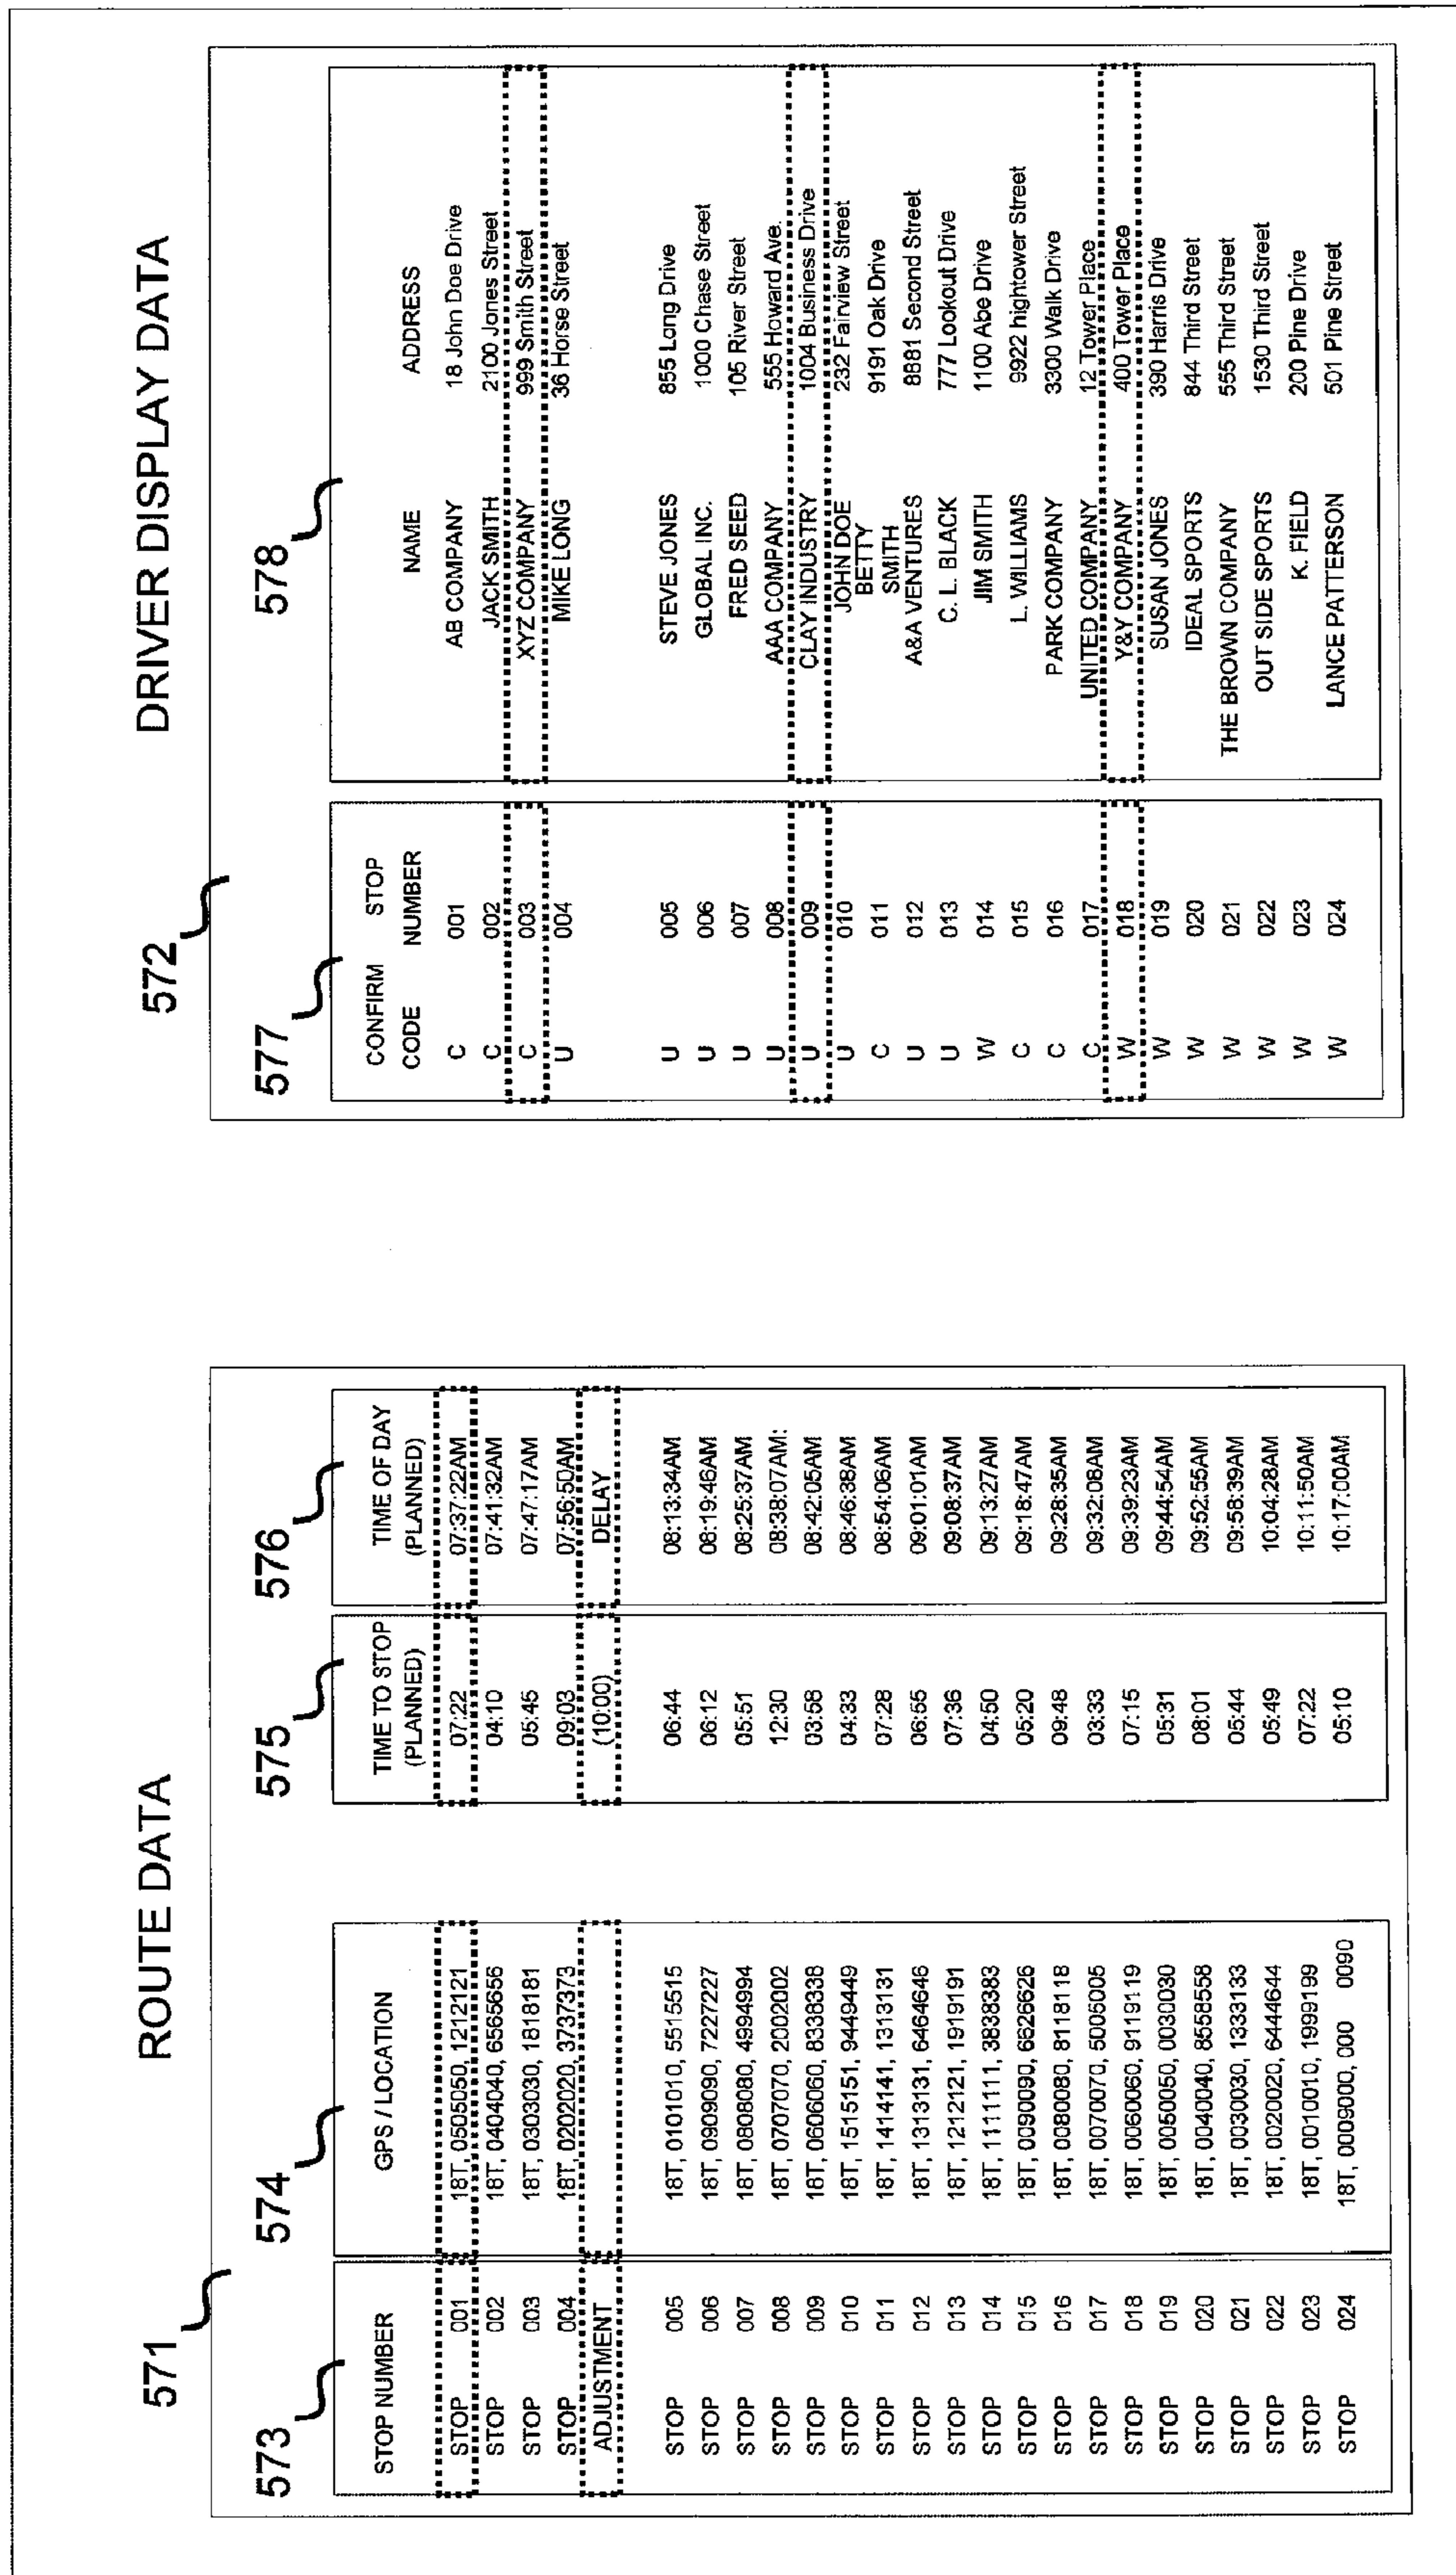 ROUTE DATA
571
573
574
575
576
STOP NUMBER GPS / LOCATION TIME TO STOP (PLANNED) TIME OF DAY (PLANNED)
STOP 001 18T, 0505050, 1212121 07:22 07:37:22AM
STOP 002 18T, 0404040, 6565656 04:10 07:41:32AM
STOP 003 18T, 0303030, 1818181 05:45 07:47:17AM
STOP 004 18T, 0202020, 3737373 09:03 07:56:50AM
ADJUSTMENT (10:00) DELAY
STOP 005 18T, 0101010, 5515515 06:44 08:13:34AM
STOP 006 18T, 0909090, 7227227 06:12 08:19:46AM
STOP 007 18T, 0808080, 4994994 05:51 08:25:37AM
STOP 008 18T, 0707070, 2002002 12:30 08:38:07AM:
STOP 009 18T, 0606060, 8338338 03:58 08:42:05AM
STOP 010 18T, 1515151, 9449449 04:33 08:46:38AM
STOP 011 18T, 1414141, 1313131 07:28 08:54:06AM
STOP 012 18T, 1313131, 6464646 06:55 09:01:01AM
STOP 013 18T, 1212121, 1919191 07:36 09:08:37AM
STOP 014 18T, 1111111, 3838383 04:50 09:13:27AM
STOP 015 18T, 0090090, 6626626 05:20 09:18:47AM
STOP 016 18T, 0080080, 8118118 09:48 09:28:35AM
STOP 017 18T, 0070070, 5005005 03:33 09:32:08AM
STOP 018 18T, 0060060, 9119119 07:15 09:39:23AM
STOP 019 18T, 0050050, 0030030 05:31 09:44:54AM
STOP 020 18T, 0040040, 8558558 08:01 09:52:55AM
STOP 021 18T, 0030030, 1333133 05:44 09:58:39AM
STOP 022 18T, 0020020, 6444644 05:49 10:04:28AM
STOP 023 18T, 0010010, 1999199 07:22 10:11:50AM
STOP 024 18T, 0009000, 000 0090 05:10 10:17:00AM
DRIVER DISPLAY DATA
572
577
578
CONFIRM CODE STOP NUMBER NAME ADDRESS
C 001 AB COMPANY 18 John Doe Drive
C 002 JACK SMITH 2100 Jones Street
C 003 XYZ COMPANY 999 Smith Street
U 004 MIKE LONG 36 Horse Street
U 005 STEVE JONES 855 Long Drive
U 006 GLOBAL INC. 1000 Chase Street
U 007 FRED SEED 105 River Street
U 008 AAA COMPANY 555 Howard Ave.
U 009 CLAY INDUSTRY 1004 Business Drive
U 010 JOHN DOE 232 Fairview Street
C 011 BETTY SMITH 9191 Oak Drive
U 012 A&A VENTURES 8881 Second Street
U 013 C. L. BLACK 777 Lookout Drive
W 014 JIM SMITH 1100 Abe Drive
C 015 L. WILLIAMS 9922 hightower Street
C 016 PARK COMPANY 3300 Walk Drive
C 017 UNITED COMPANY 12 Tower Place
W 018 Y&Y COMPANY 400 Tower Place
W 019 SUSAN JONES 390 Harris Drive
W 020 IDEAL SPORTS 844 Third Street
W 021 THE BROWN COMPANY 555 Third Street
W 022 OUT SIDE SPORTS 1530 Third Street
W 023 K. FIELD 200 Pine Drive
W 024 LANCE PATTERSON 501 Pine Street